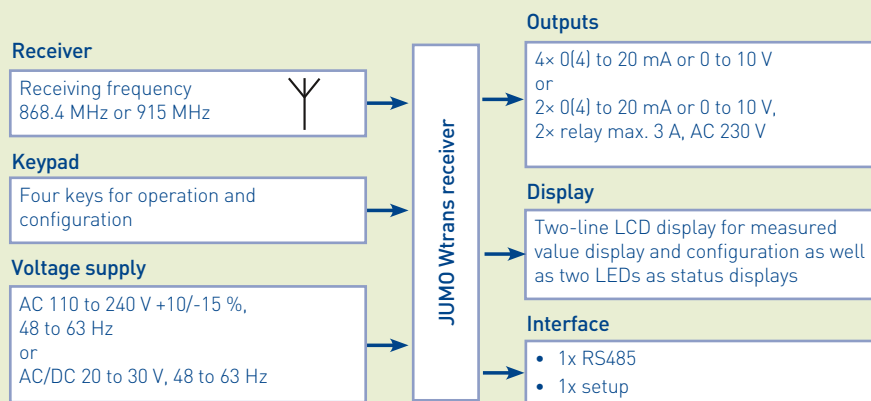 Receiver
Receiving frequency
868.4 MHz or 915 MHz
Keypad
Four keys for operation and
configuration
Voltage supply
AC 110 to 240 V +10/-15 %,
48 to 63 Hz
or
AC/DC 20 to 30 V, 48 to 63 Hz
JUMO Wtrans receiver
Outputs
4× 0(4) to 20 mA or 0 to 10 V
or
2× 0(4) to 20 mA or 0 to 10 V,
2× relay max. 3 A, AC 230 V
Display
Two-line LCD display for measured
value display and configuration as well
as two LEDs as status displays
Interface
• 1x RS485
• 1x setup